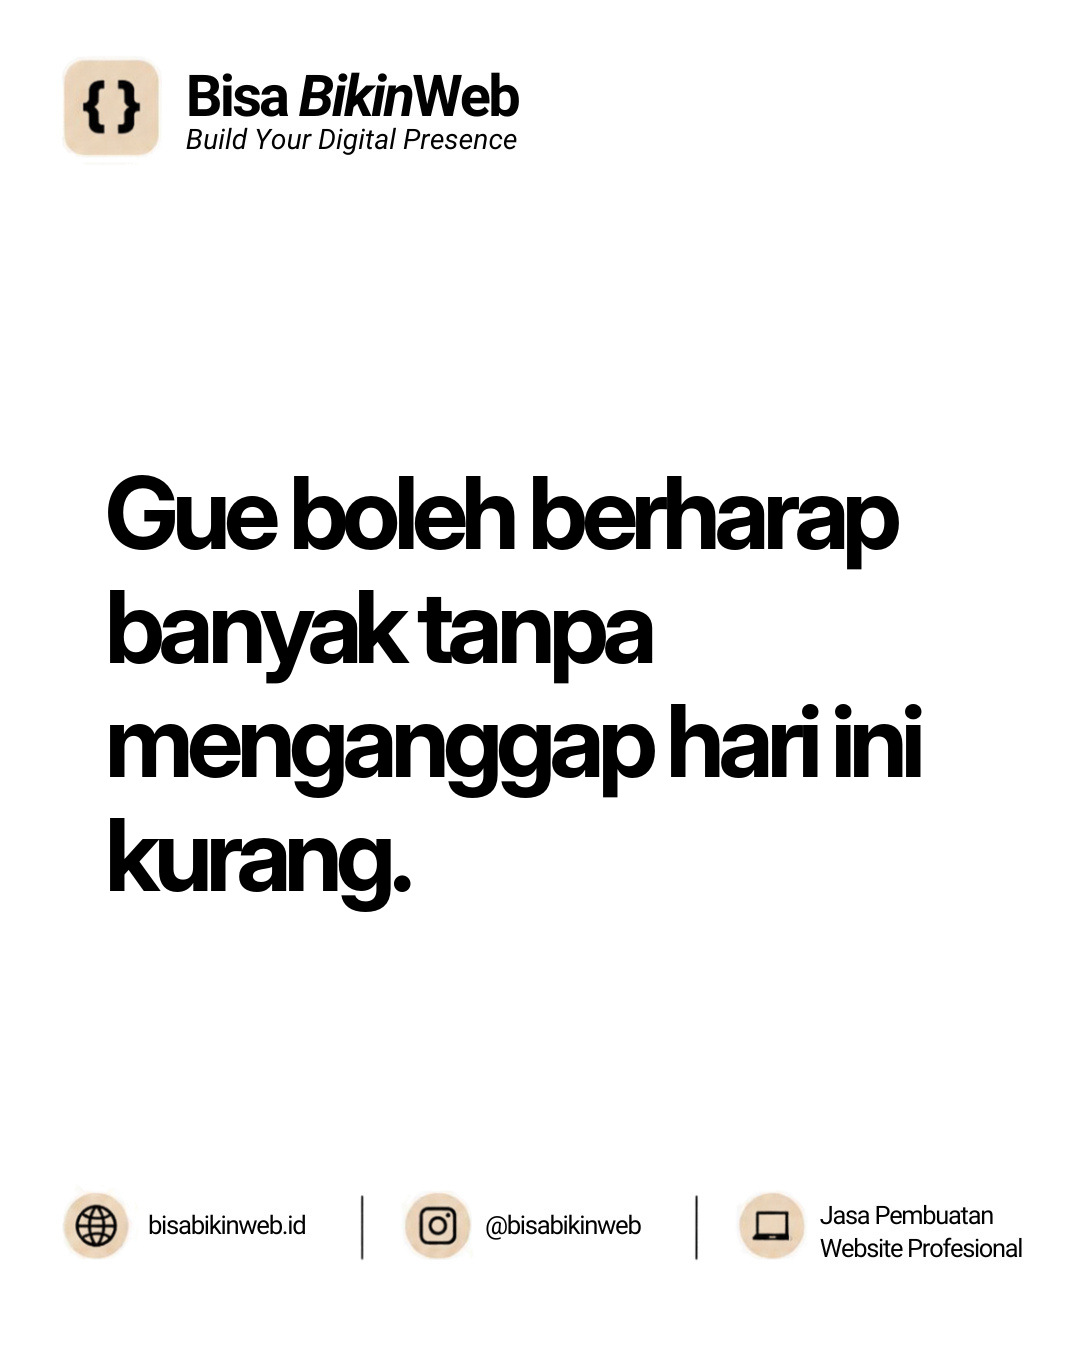 { }
Bisa BikinWeb
Build Your Digital Presence
Gue boleh berharap
banyak tanpa
menganggap hari ini
kurang.
bisabikinweb.id
@bisabikinweb
Jasa Pembuatan
Website Profesional